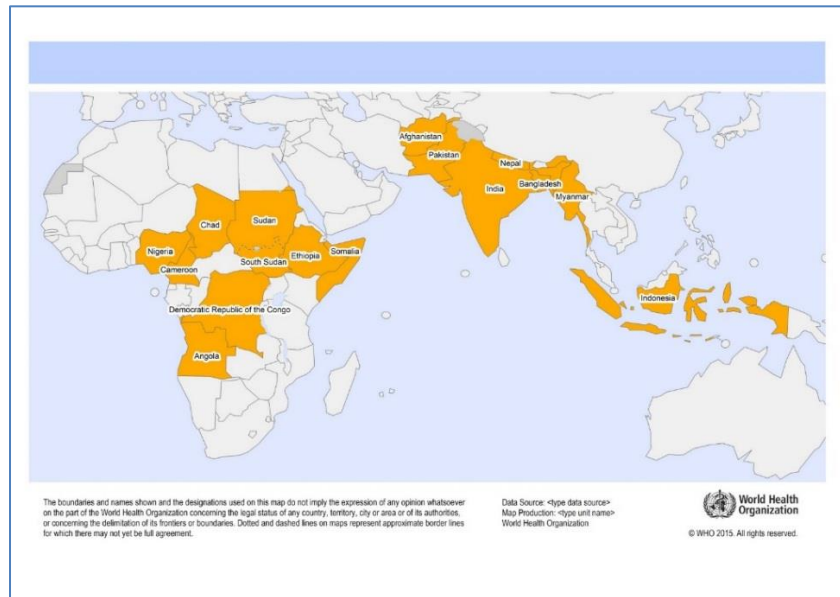 Afghanistan
Pakistan
Nepal
India
Bangladesh
Myanmar
Chad
Sudan
Nigeria
Cameroon
South Sudan
Ethiopia
Somalia
Indonesia
Democratic Republic of the Congo
Angola
The boundaries and names shown and the designations used on this map do not imply the expression of any opinion whatsoever
on the part of the World Health Organization concerning the legal status of any country, territory, city or area or of its authorities,
or concerning the delimitation of its frontiers or boundaries. Dotted and dashed lines on maps represent approximate border lines
for which there may not yet be full agreement.
Data Source: <type data source>
Map Production: <type unit name>
World Health Organization
World Health
Organization
© WHO 2015. All rights reserved.